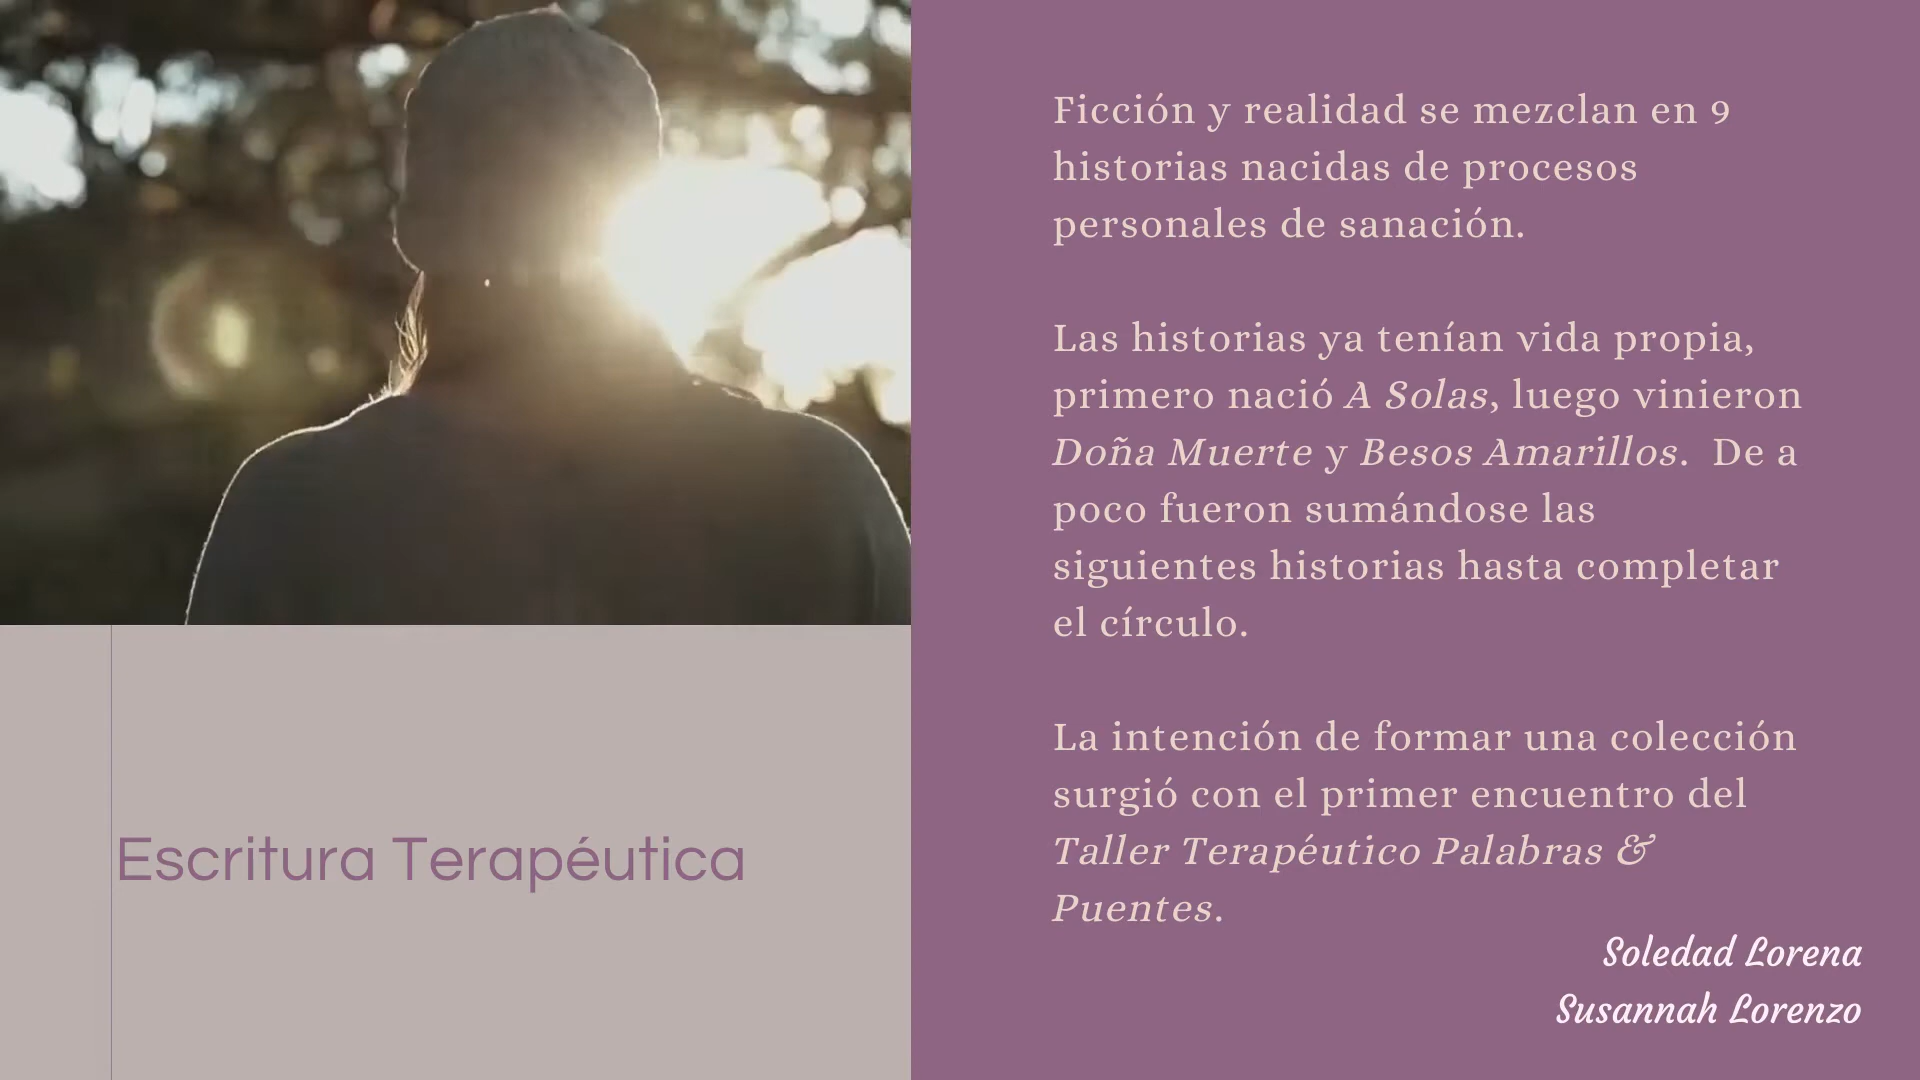 Ficción y realidad se mezclan en 9
historias nacidas de procesos
personales de sanación.
Las historias ya tenían vida propia,
primero nació A Solas, luego vinieron
Doña Muerte y Besos Amarillos.  De a
poco fueron sumándose las
siguientes historias hasta completar
el círculo.
La intención de formar una colección
surgió con el primer encuentro del
Taller Terapéutico Palabras &
Puentes.
Soledad Lorena
Susannah Lorenzo
Escritura Terapéutica